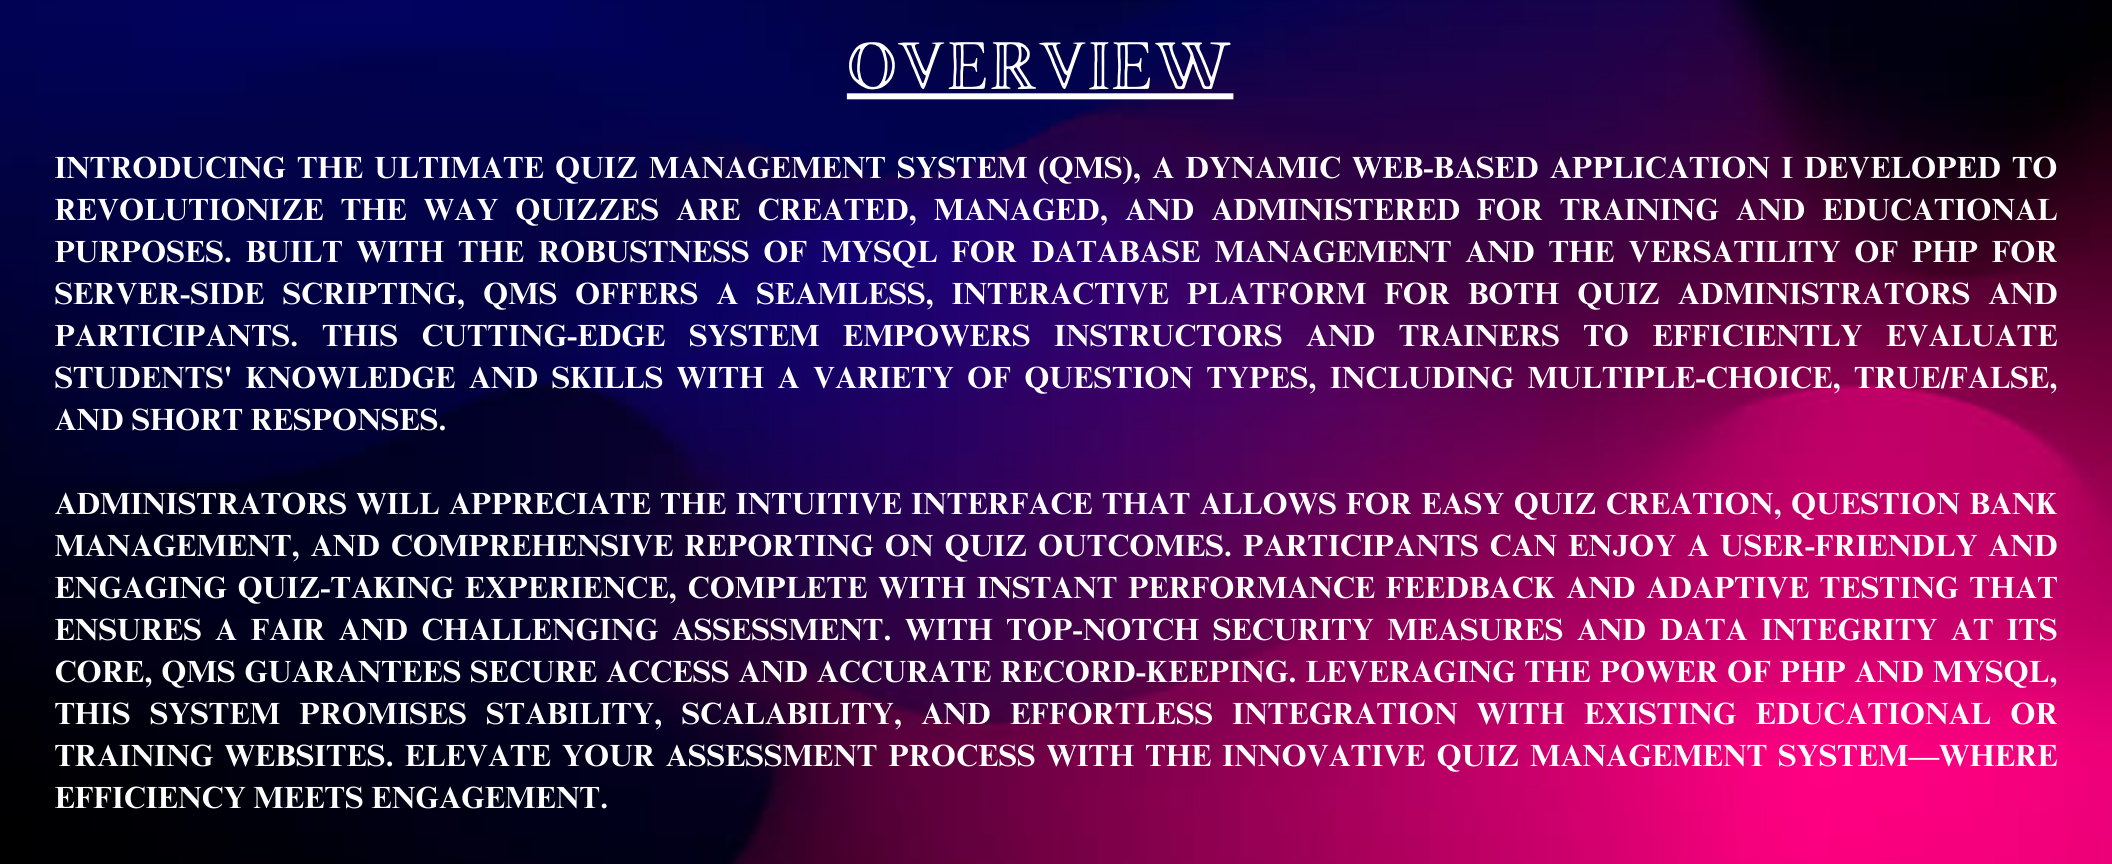 OVERVIEW
INTRODUCING THE ULTIMATE QUIZ MANAGEMENT SYSTEM (QMS), A DYNAMIC WEB-BASED APPLICATION I DEVELOPED TO
REVOLUTIONIZE THE WAY QUIZZES ARE CREATED, MANAGED, AND ADMINISTERED FOR TRAINING AND EDUCATIONAL
PURPOSES. BUILT WITH THE ROBUSTNESS OF MYSQL FOR DATABASE MANAGEMENT AND THE VERSATILITY OF PHP FOR
SERVER-SIDE SCRIPTING, QMS OFFERS A SEAMLESS, INTERACTIVE PLATFORM FOR BOTH QUIZ ADMINISTRATORS AND
PARTICIPANTS. THIS CUTTING-EDGE SYSTEM EMPOWERS INSTRUCTORS AND TRAINERS TO EFFICIENTLY EVALUATE
STUDENTS' KNOWLEDGE AND SKILLS WITH A VARIETY OF QUESTION TYPES, INCLUDING MULTIPLE-CHOICE, TRUE/FALSE,
AND SHORT RESPONSES.
ADMINISTRATORS WILL APPRECIATE THE INTUITIVE INTERFACE THAT ALLOWS FOR EASY QUIZ CREATION, QUESTION BANK
MANAGEMENT, AND COMPREHENSIVE REPORTING ON QUIZ OUTCOMES. PARTICIPANTS CAN ENJOY A USER-FRIENDLY AND
ENGAGING QUIZ-TAKING EXPERIENCE, COMPLETE WITH INSTANT PERFORMANCE FEEDBACK AND ADAPTIVE TESTING THAT
ENSURES A FAIR AND CHALLENGING ASSESSMENT. WITH TOP-NOTCH SECURITY MEASURES AND DATA INTEGRITY AT ITS
CORE, QMS GUARANTEES SECURE ACCESS AND ACCURATE RECORD-KEEPING. LEVERAGING THE POWER OF PHP AND MYSQL,
THIS SYSTEM PROMISES STABILITY, SCALABILITY, AND EFFORTLESS INTEGRATION WITH EXISTING EDUCATIONAL OR
TRAINING WEBSITES. ELEVATE YOUR ASSESSMENT PROCESS WITH THE INNOVATIVE QUIZ MANAGEMENT SYSTEM—WHERE
EFFICIENCY MEETS ENGAGEMENT.